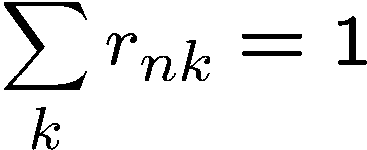 ∑_k r_{nk} = 1